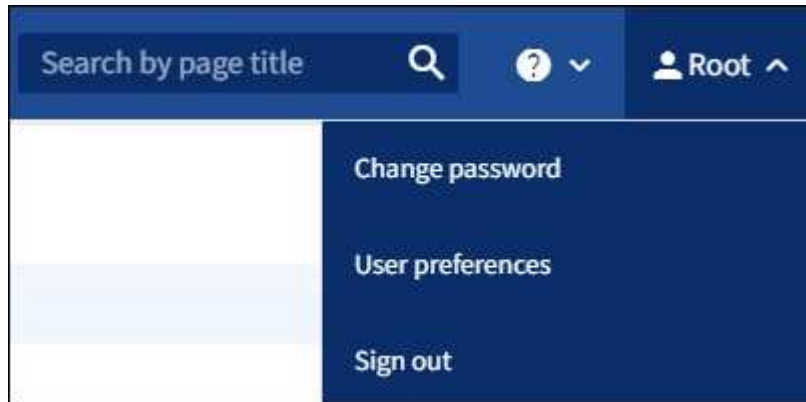 Search by page title
? Root
Change password
User preferences
Sign out